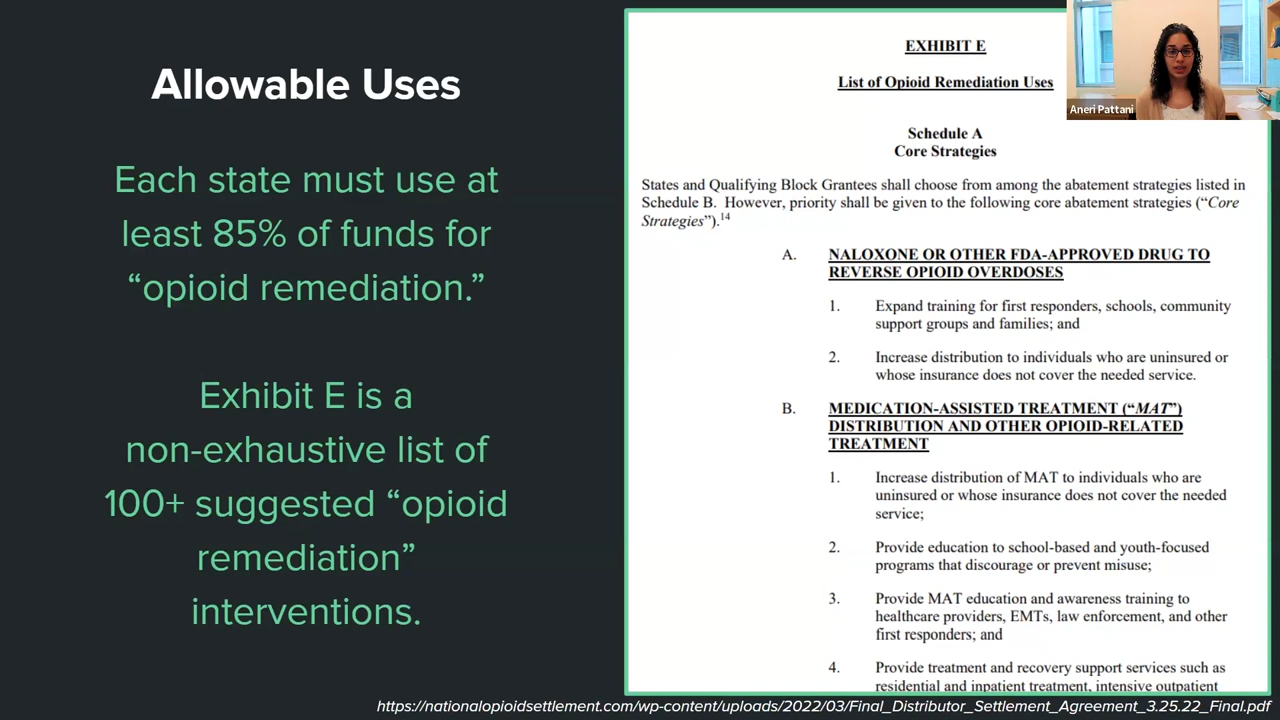 Allowable Uses
Each state must use at
least 85% of funds for
“opioid remediation.”
Exhibit E is a
non-exhaustive list of
100+ suggested “opioid
remediation”
interventions.
EXHIBIT E
List of Opioid Remediation Uses
Schedule A
Core Strategies
States and Qualifying Block Grantees shall choose from among the abatement strategies listed in
Schedule B. However, priority shall be given to the following core abatement strategies (“Core
Strategies”).14
A. NALOXONE OR OTHER FDA-APPROVED DRUG TO
REVERSE OPIOID OVERDOSES
1. Expand training for first responders, schools, community
support groups and families; and
2. Increase distribution to individuals who are uninsured or
whose insurance does not cover the needed service.
B. MEDICATION-ASSISTED TREATMENT (“MAT”)
DISTRIBUTION AND OTHER OPIOID-RELATED
TREATMENT
1. Increase distribution of MAT to individuals who are
uninsured or whose insurance does not cover the needed
service;
2. Provide education to school-based and youth-focused
programs that discourage or prevent misuse;
3. Provide MAT education and awareness training to
healthcare providers, EMTs, law enforcement, and other
first responders; and
4. Provide treatment and recovery support services such as
residential and inpatient treatment, intensive outpatient
Aneri Pattani
https://nationalopioidsettlement.com/wp-content/uploads/2022/03/Final_Distributor_Settlement_Agreement_3.25.22_Final.pdf